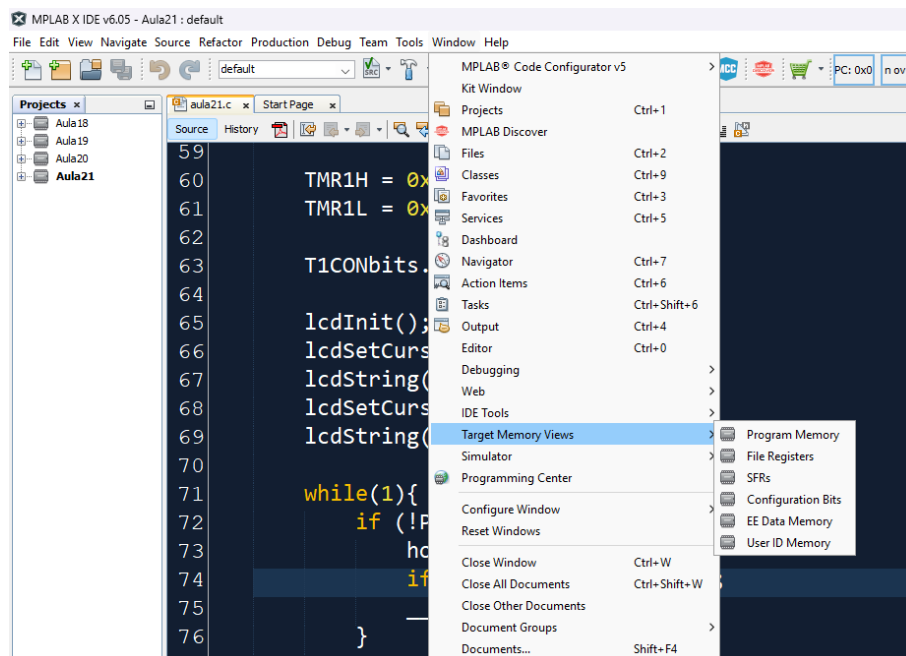 MPLAB X IDE v6.05 - Aula21 : default
File Edit View Navigate Source Refactor Production Debug Team Tools Window Help
default
PC: 0x0
n ov
Projects
Aula18
Aula19
Aula20
Aula21
aula21.c
Start Page
Source History
59
60 TMR1H = 0x
61 TMR1L = 0x
62
63 T1CONbits.
64
65 lcdInit();
66 lcdSetCurs
67 lcdString(
68 lcdSetCurs
69 lcdString(
70
71 while(1){
72 if (!P
73 ho
74 if ;
75 __
76 }
MPLAB® Code Configurator v5
Kit Window
Projects Ctrl+1
MPLAB Discover
Files Ctrl+2
Classes Ctrl+9
Favorites Ctrl+3
Services Ctrl+5
Dashboard
Navigator Ctrl+7
Action Items Ctrl+6
Tasks Ctrl+Shift+6
Output Ctrl+4
Editor Ctrl+0
Debugging
Web
IDE Tools
Target Memory Views
Simulator
Programming Center
Configure Window
Reset Windows
Close Window Ctrl+W
Close All Documents Ctrl+Shift+W
Close Other Documents
Document Groups
Documents... Shift+F4
Program Memory
File Registers
SFRs
Configuration Bits
EE Data Memory
User ID Memory